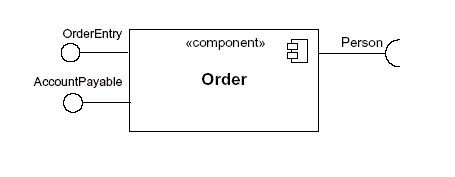 OrderEntry
«component»
Person
AccountPayable
Order